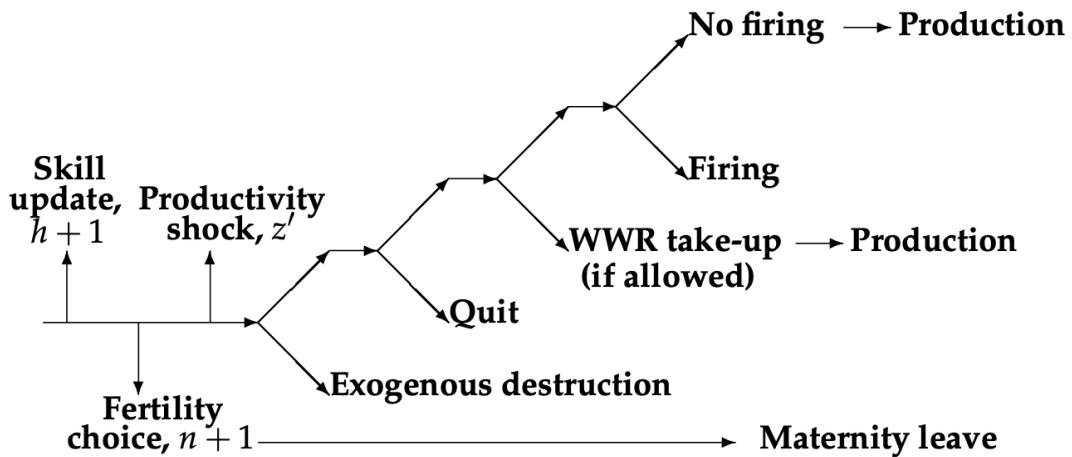 No firing
Production
Firing
Skill
update,
h + 1
Productivity
shock, z′
WWR take-up
(if allowed)
Production
Quit
Exogenous destruction
Fertility
choice, n + 1
Maternity leave